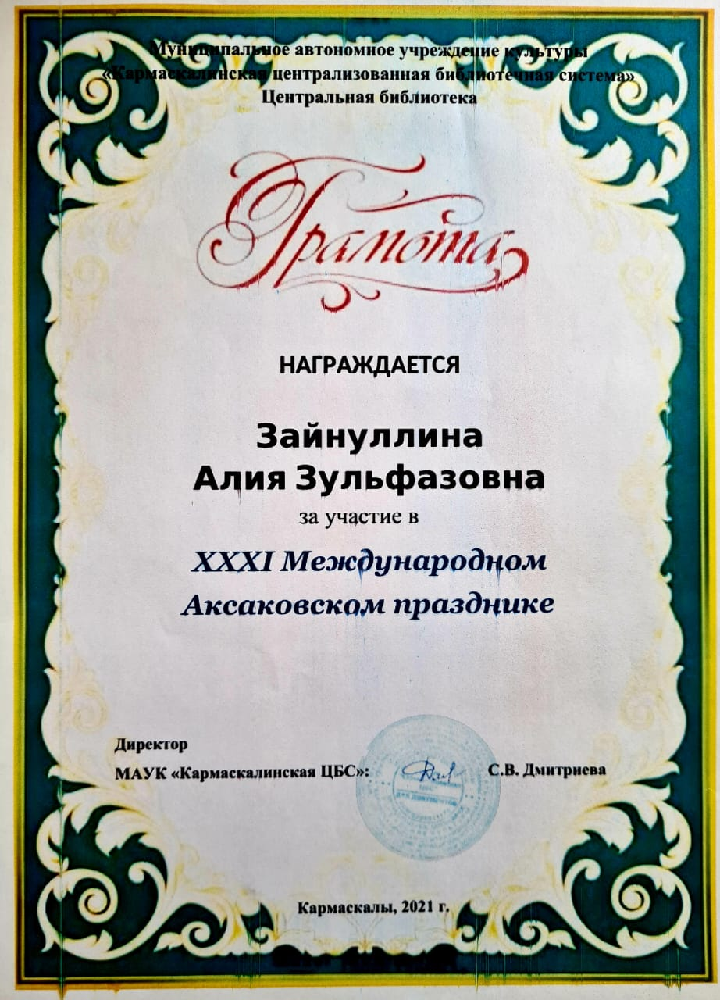 Муниципальное автономное учреждение культуры
«Кармаскалинская централизованная библиотечная система»
Центральная библиотека
Грамота
НАГРАЖДАЕТСЯ
Зайнуллина
Алия Зульфазовна
за участие в
XXXI Международном
Аксаковском празднике
Директор
МАУК «Кармаскалинская ЦБС»: С.В. Дмитриева
Кармаскалы, 2021 г.